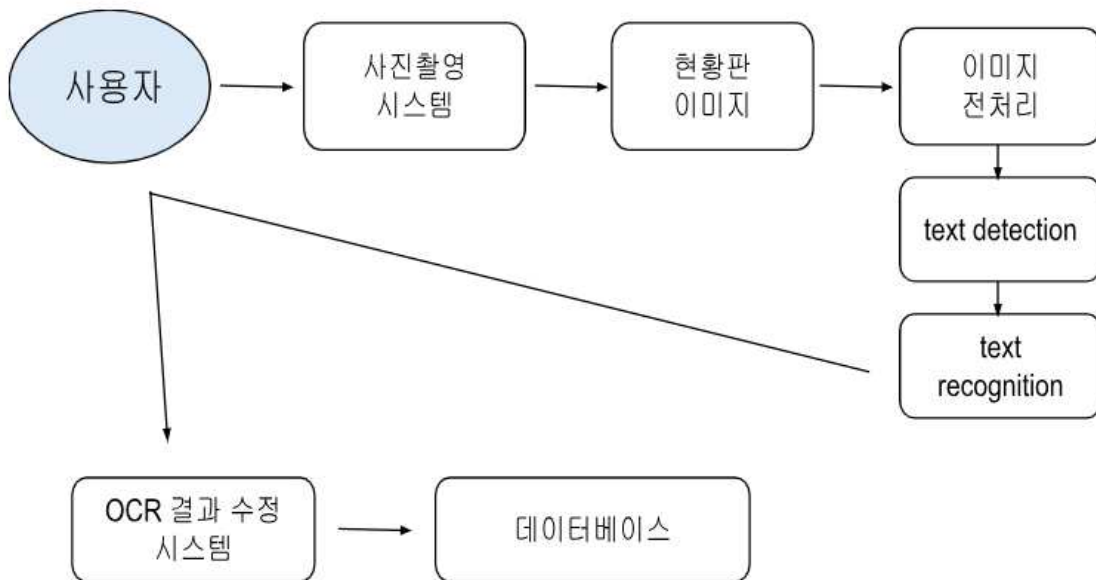 사용자
사진촬영
시스템
현황판
이미지
이미지
전처리
text detection
text
recognition
OCR 결과 수정
시스템
데이터베이스